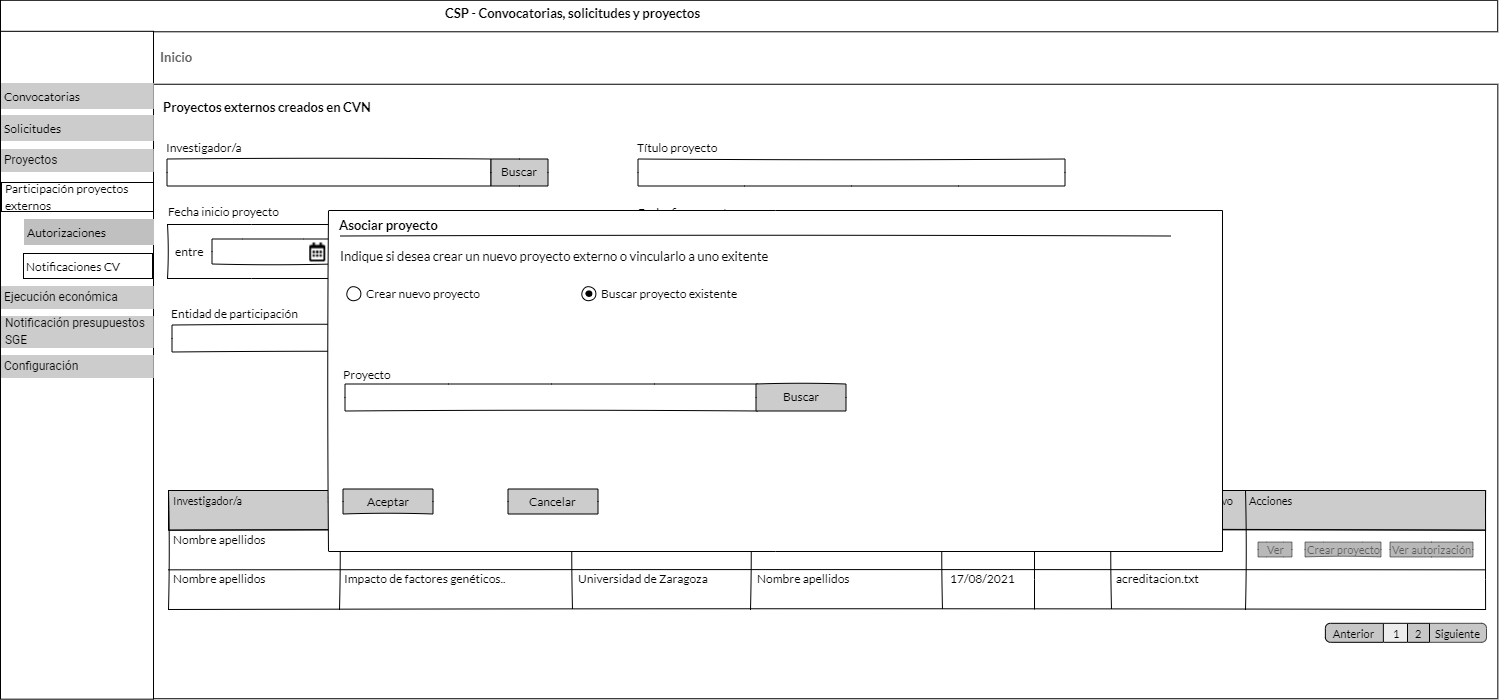 CSP - Convocatorias, solicitudes y proyectos
Inicio
Convocatorias
Solicitudes
Proyectos
Participación proyectos
externos
Autorizaciones
Notificaciones CV
Ejecución económica
Notificación presupuestos
SGE
Configuración
Proyectos externos creados en CVN
Investigador/a
Buscar
Título proyecto
Fecha inicio proyecto
entre
Entidad de participación
Asociar proyecto
Indique si desea crear un nuevo proyecto externo o vincularlo a uno exitente
Crear nuevo proyecto
Buscar proyecto existente
Proyecto
Buscar
Aceptar
Cancelar
Investigador/a
Acciones
Nombre apellidos
Ver
Crear proyecto
Ver autorización
Nombre apellidos
Impacto de factores genéticos..
Universidad de Zaragoza
Nombre apellidos
17/08/2021
acreditacion.txt
Anterior
1
2
Siguiente